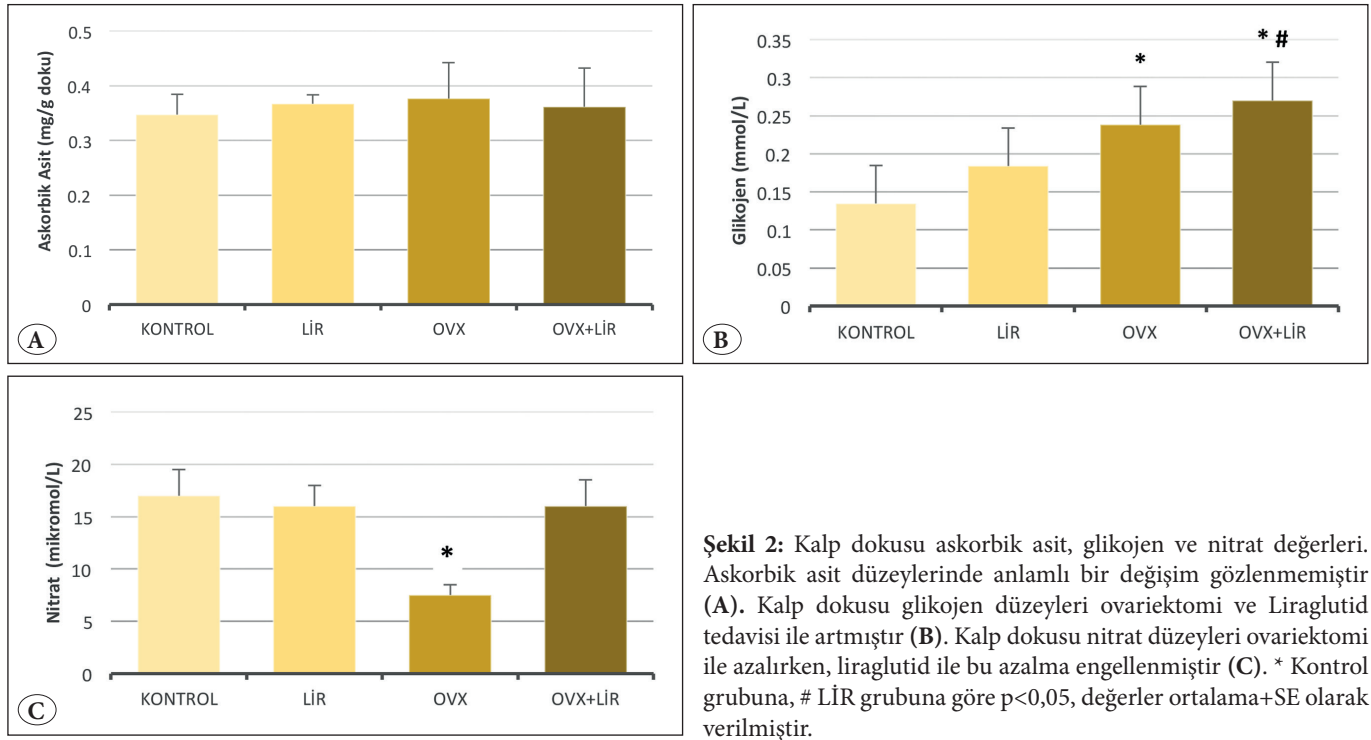 0.5
0.4
0.3
0.2
0.1
0
Askorbik Asit (mg/g doku)
KONTROL LİR OVX OVX+LİR
A
0.35
0.3
0.25
0.2
0.15
0.1
0.05
0
Glikojen (mmol/L)
*
* #
KONTROL LİR OVX OVX+LİR
B
25
20
15
10
5
0
Nitrat (mikromol/L)
*
KONTROL LİR OVX OVX+LİR
C
Şekil 2: Kalp dokusu askorbik asit, glikojen ve nitrat değerleri.
Askorbik asit düzeylerinde anlamlı bir değişim gözlenmemiştir
(A). Kalp dokusu glikojen düzeyleri ovariektomi ve Liraglutid
tedavisi ile artmıştır (B). Kalp dokusu nitrat düzeyleri ovariektomi
ile azalırken, liraglutid ile bu azalma engellenmiştir (C). * Kontrol
grubuna, # LİR grubuna göre p<0,05, değerler ortalama+SE olarak
verilmiştir.